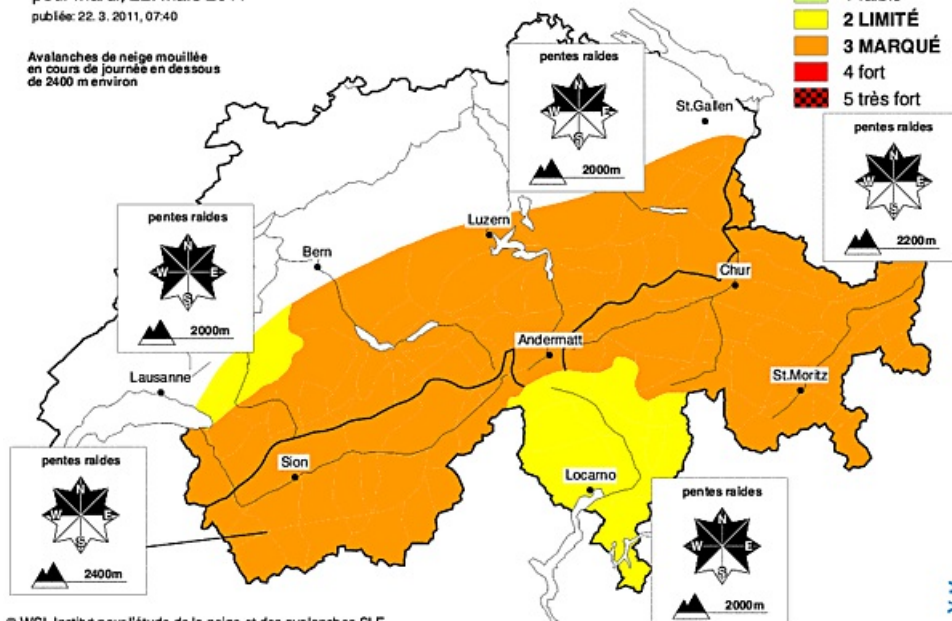 publiée: 22. 3. 2011, 07:40
Avalanches de neige mouillée
en cours de journée en dessous
de 2400 m environ
2 LIMITÉ
3 MARQUÉ
4 fort
5 très fort
pentes raides
N
W E
S
2000m
St.Gallen
pentes raides
N
W E
S
2200m
pentes raides
N
W E
S
2000m
Luzern
Bern
Chur
Andermatt
Lausanne
St.Moritz
pentes raides
N
W E
S
2400m
Sion
Locarno
pentes raides
N
W E
S
2000m